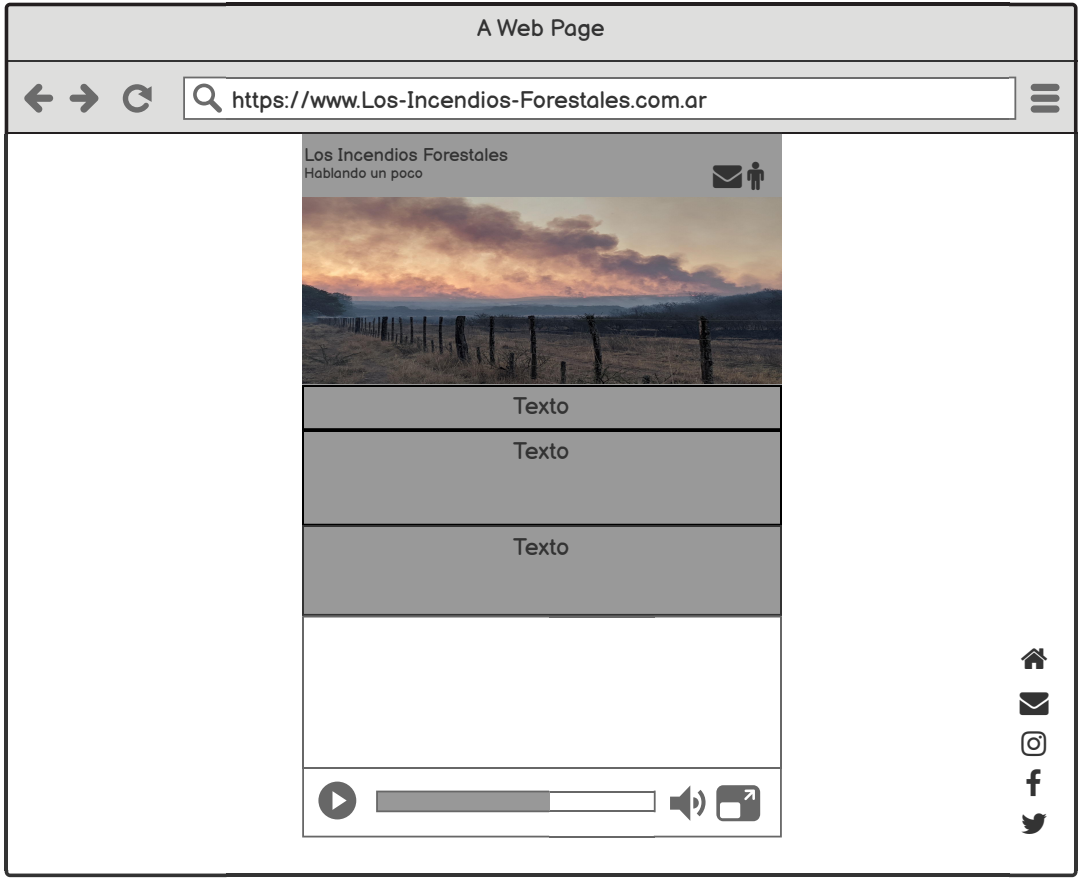 A Web Page
https://www.Los-Incendios-Forestales.com.ar
Los Incendios Forestales
Hablando un poco
Texto
Texto
Texto